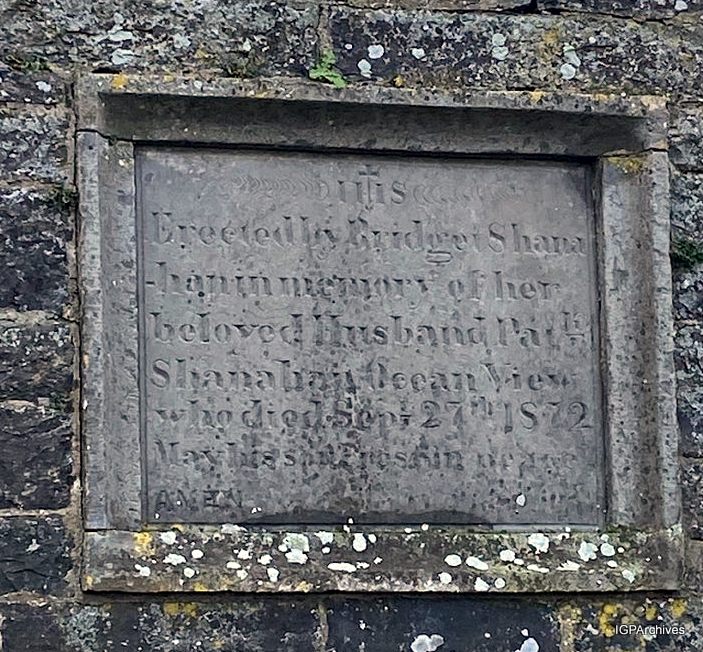 IHS
Erected by Bridget Shana
-han in memory of her
beloved Husband Patk
Shanahan Ocean View
who died Sept 27th 1872
May his soul rest in peace
AMEN
IGPArchives